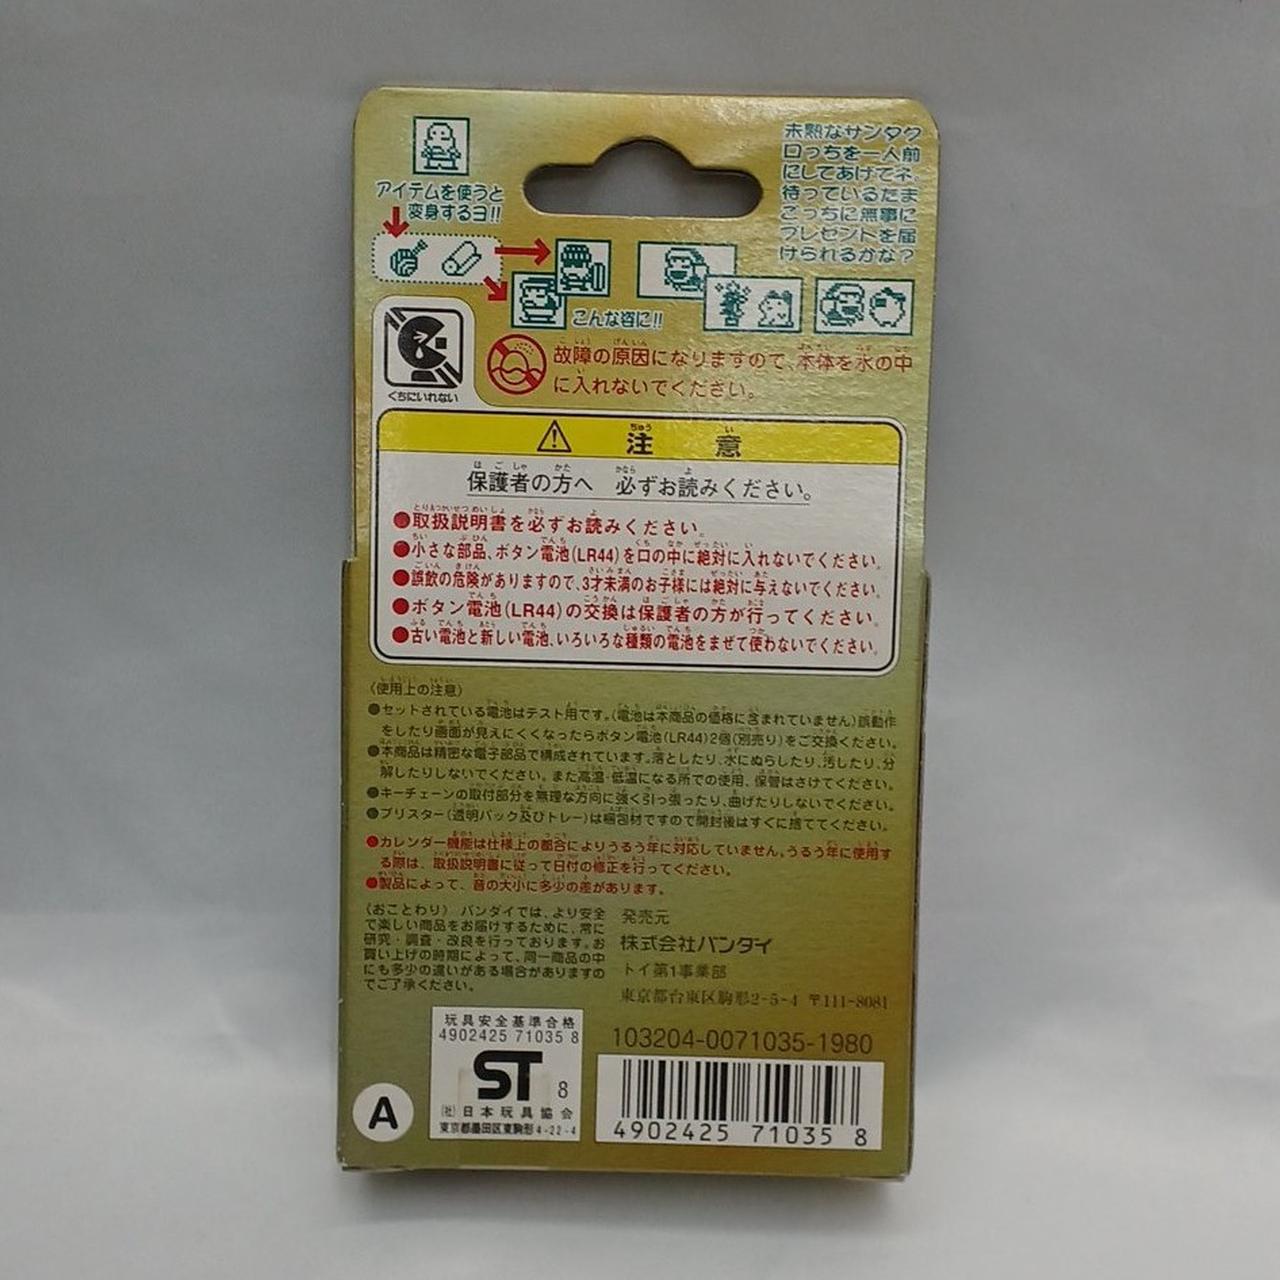 アイテムを使うと
変身するヨ!!
未熟なサンタク
ロっちを一人前
にしてあげてネ。
待っているたま
ごっちに無事に
プレゼントを届
けられるかな?
こんな姿に!!
くちにいれない
故障の原因になりますので、本体を水の中
に入れないでください。
注意
保護者の方へ 必ずお読みください。
●取扱説明書を必ずお読みください。
●小さな部品、ボタン電池(LR44)を口の中に絶対に入れないでください。
●誤飲の危険がありますので、3才未満のお子様には絶対に与えないでください。
●ボタン電池(LR44)の交換は保護者の方が行ってください。
●古い電池と新しい電池、いろいろな種類の電池をまぜて使わないでください。
〈使用上の注意〉
●セットされている電池はテスト用です。(電池は本商品の価格に含まれていません)誤動作
をしたり画面が見えにくくなったらボタン電池(LR44)2個(別売り)をご交換ください。
●本商品は精密な電子部品で構成されています。落としたり、水にぬらしたり、汚したり、分
解したりしないでください。また高温・低温になる所での使用、保管はさけてください。
●キーチェーンの取付部分を無理な方向に強く引っ張ったり、曲げたりしないでください。
●ブリスター(透明パック及びトレー)は梱包材ですので開封後はすぐに捨ててください。
●カレンダー機能は仕様上の都合によりうるう年に対応していません。うるう年に使用す
る際は、取扱説明書に従って日付の修正を行ってください。
●製品によって、音の大小に多少の差があります。
〈おことわり〉バンダイでは、より安全
で楽しい商品をお届けするために、常に
研究・調査・改良を行っております。お
買い上げの時期によって、同一商品の中
にも多少の違いがある場合がありますの
でご了承ください。
発売元
株式会社バンダイ
トイ第1事業部
東京都台東区駒形2-5-4 〒111-8081
103204-0071035-1980
玩具安全基準合格
4902425 71035 8
ST 8
(社)日本玩具協会
東京都墨田区東駒形4-22-4
A
4902425 71035 8